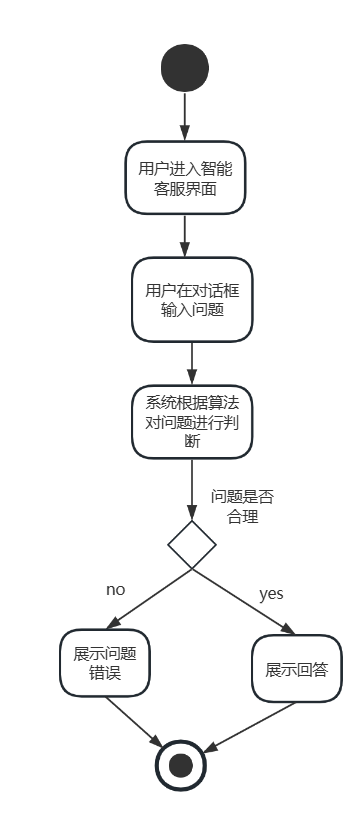 用户进入智能
客服界面
用户在对话框
输入问题
系统根据算法
对问题进行判
断
问题是否
合理
no
yes
展示问题
错误
展示回答